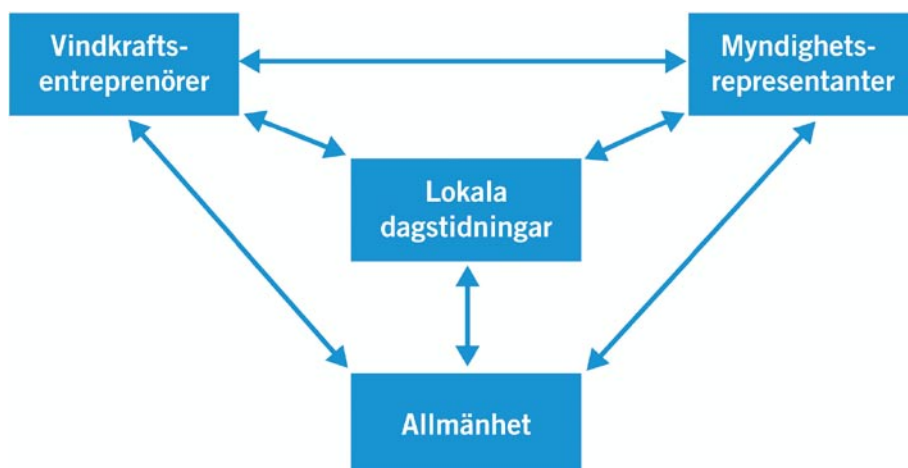 Vindkrafts-
entreprenörer
Myndighets-
representanter
Lokala
dagstidningar
Allmänhet